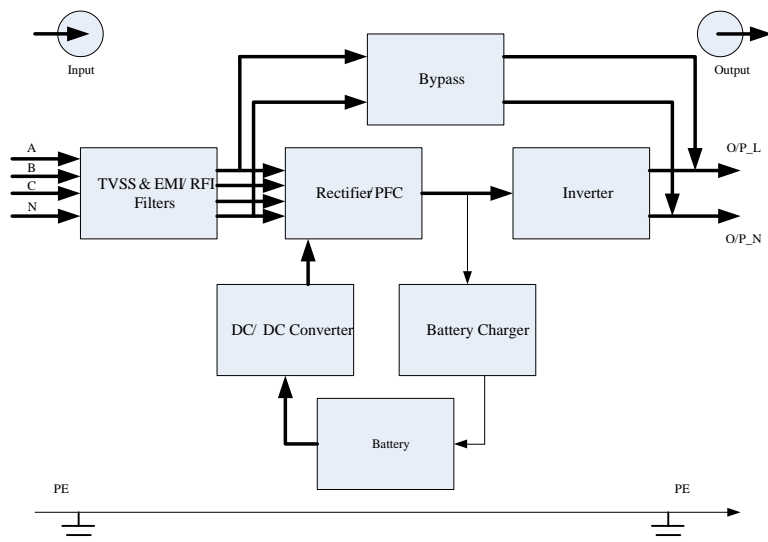 Input
Output
Bypass
A
B
C
N
TVSS & EMI/ RFI
Filters
Rectifier/PFC
Inverter
O/P_L
O/P_N
DC/ DC Converter
Battery Charger
Battery
PE
PE